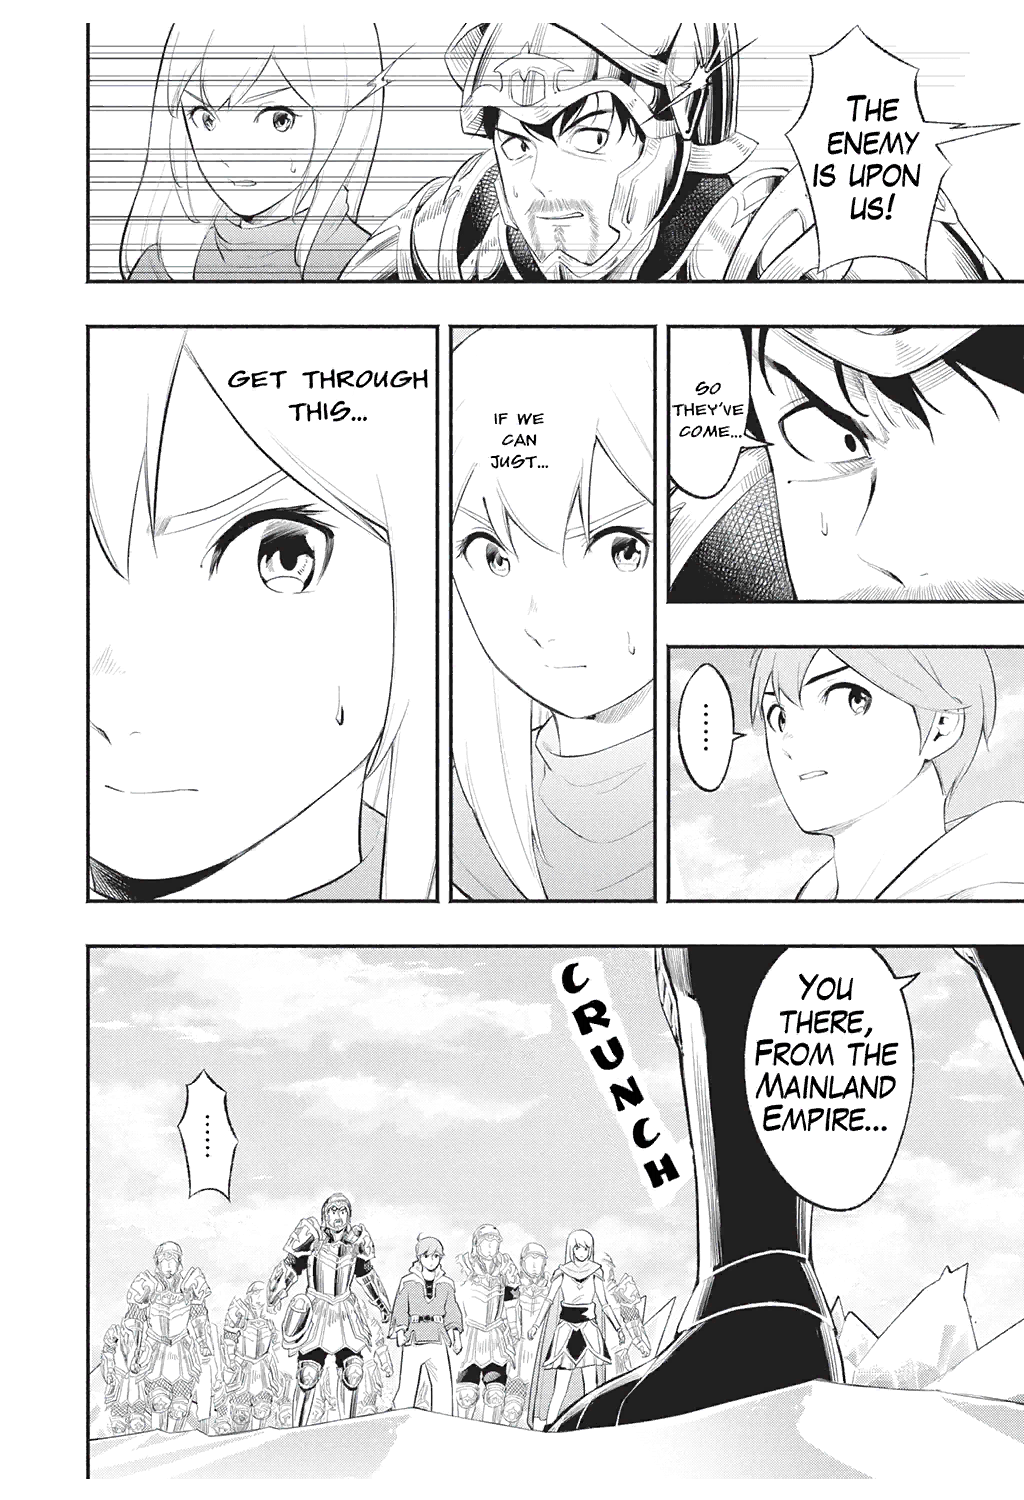 THE
ENEMY
IS UPON
US!
SO
THEY'VE
COME...
......
IF WE
CAN
JUST...
GET THROUGH
THIS...
YOU
THERE,
FROM THE
MAINLAND
EMPIRE...
CRUNCH
......